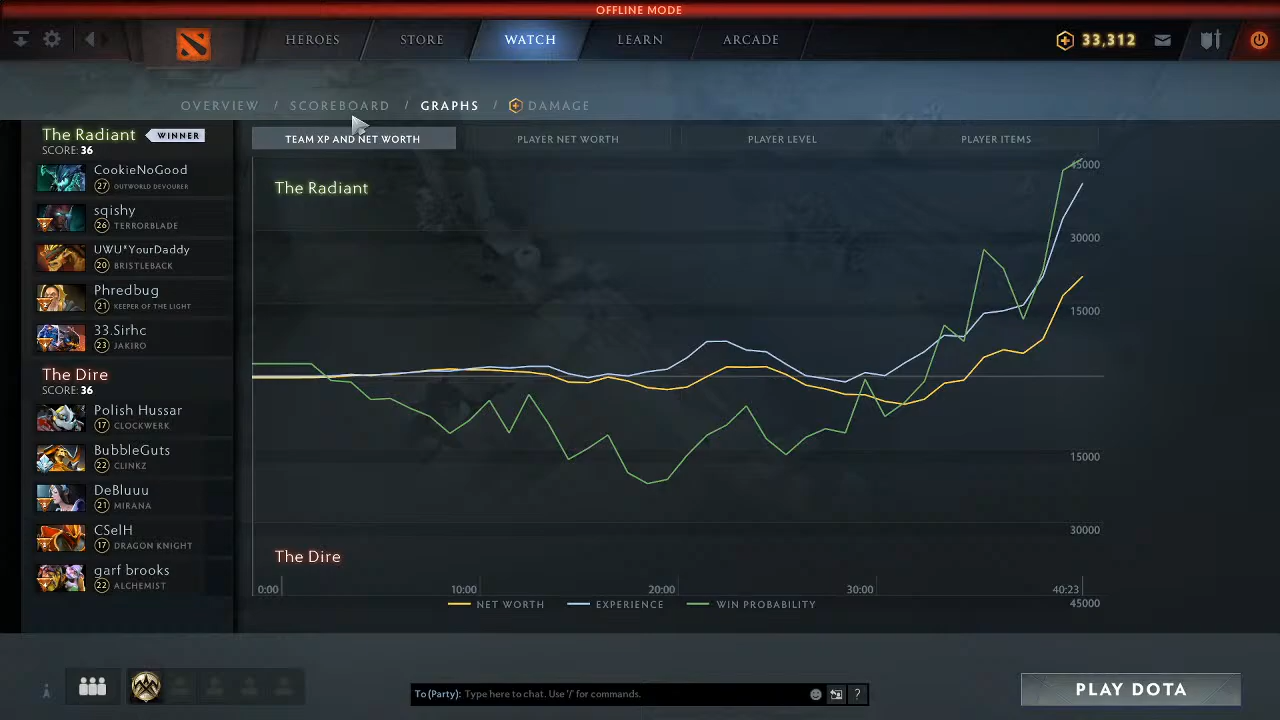 OFFLINE MODE
HEROES
STORE
WATCH
LEARN
ARCADE
33,312
OVERVIEW / SCOREBOARD / GRAPHS / DAMAGE
The Radiant WINNER
SCORE: 36
CookieNoGood
27 OUTWORLD DEVOURER
sqishy
26 TERRORBLADE
UWU*YourDaddy
20 BRISTLEBACK
Phredbug
21 KEEPER OF THE LIGHT
33.Sirhc
23 JAKIRO
The Dire
SCORE: 36
Polish Hussar
17 CLOCKWERK
BubbleGuts
22 CLINKZ
DeBluuu
21 MIRANA
CSelH
17 DRAGON KNIGHT
garf brooks
22 ALCHEMIST
TEAM XP AND NET WORTH
PLAYER NET WORTH
PLAYER LEVEL
PLAYER ITEMS
The Radiant
45000
30000
15000
15000
30000
45000
The Dire
0:00
10:00
20:00
30:00
40:23
NET WORTH
EXPERIENCE
WIN PROBABILITY
To (Party): Type here to chat. Use '/' for commands.
?
PLAY DOTA